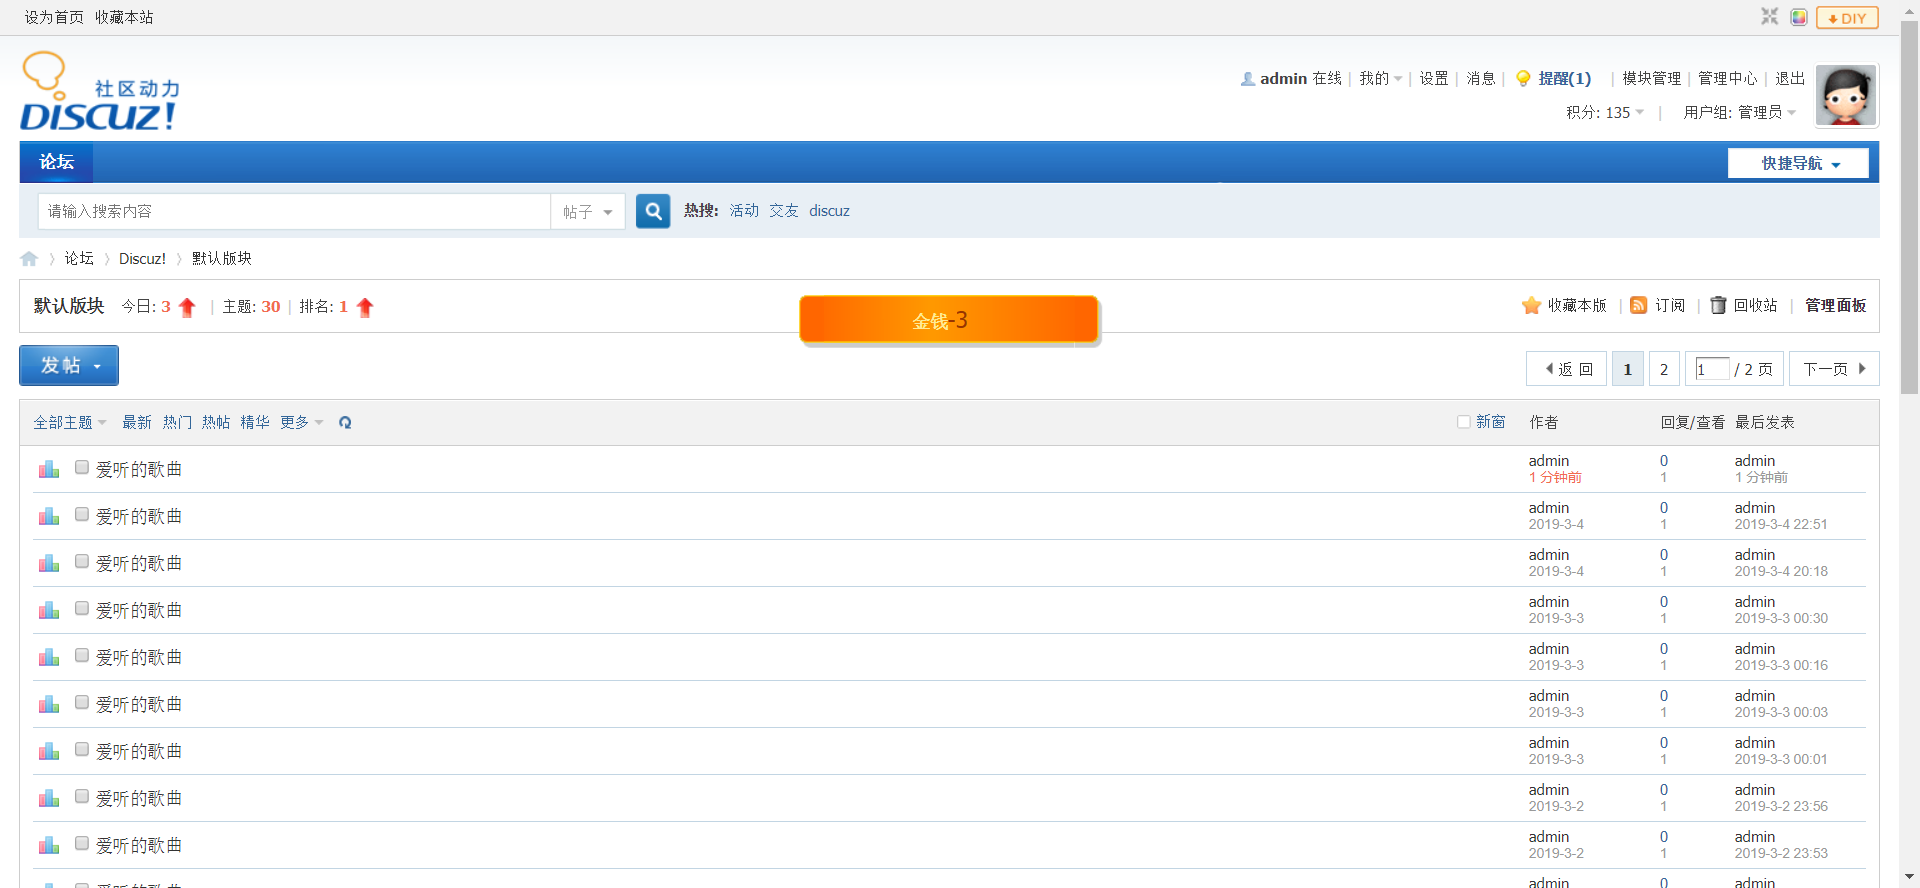 设为首页 收藏本站
DIY
社区动力
DISCUZ!
admin 在线 | 我的 | 设置 | 消息 | 提醒(1) | 模块管理 | 管理中心 | 退出
积分: 135 | 用户组: 管理员
论坛
快捷导航
请输入搜索内容 帖子 热搜: 活动 交友 discuz
论坛 Discuz! 默认版块
默认版块 今日: 3 | 主题: 30 | 排名: 1
金钱-3
收藏本版 | 订阅 | 回收站 | 管理面板
发帖
返回 1 2 1 / 2 页 下一页
全部主题 最新 热门 热帖 精华 更多 新窗 作者 回复/查看 最后发表
爱听的歌曲 admin 0 admin
1 分钟前 1 1 分钟前
爱听的歌曲 admin 0 admin
2019-3-4 1 2019-3-4 22:51
爱听的歌曲 admin 0 admin
2019-3-4 1 2019-3-4 20:18
爱听的歌曲 admin 0 admin
2019-3-3 1 2019-3-3 00:30
爱听的歌曲 admin 0 admin
2019-3-3 1 2019-3-3 00:16
爱听的歌曲 admin 0 admin
2019-3-3 1 2019-3-3 00:03
爱听的歌曲 admin 0 admin
2019-3-3 1 2019-3-3 00:01
爱听的歌曲 admin 0 admin
2019-3-2 1 2019-3-2 23:56
爱听的歌曲 admin 0 admin
2019-3-2 1 2019-3-2 23:53
admin 0 admin